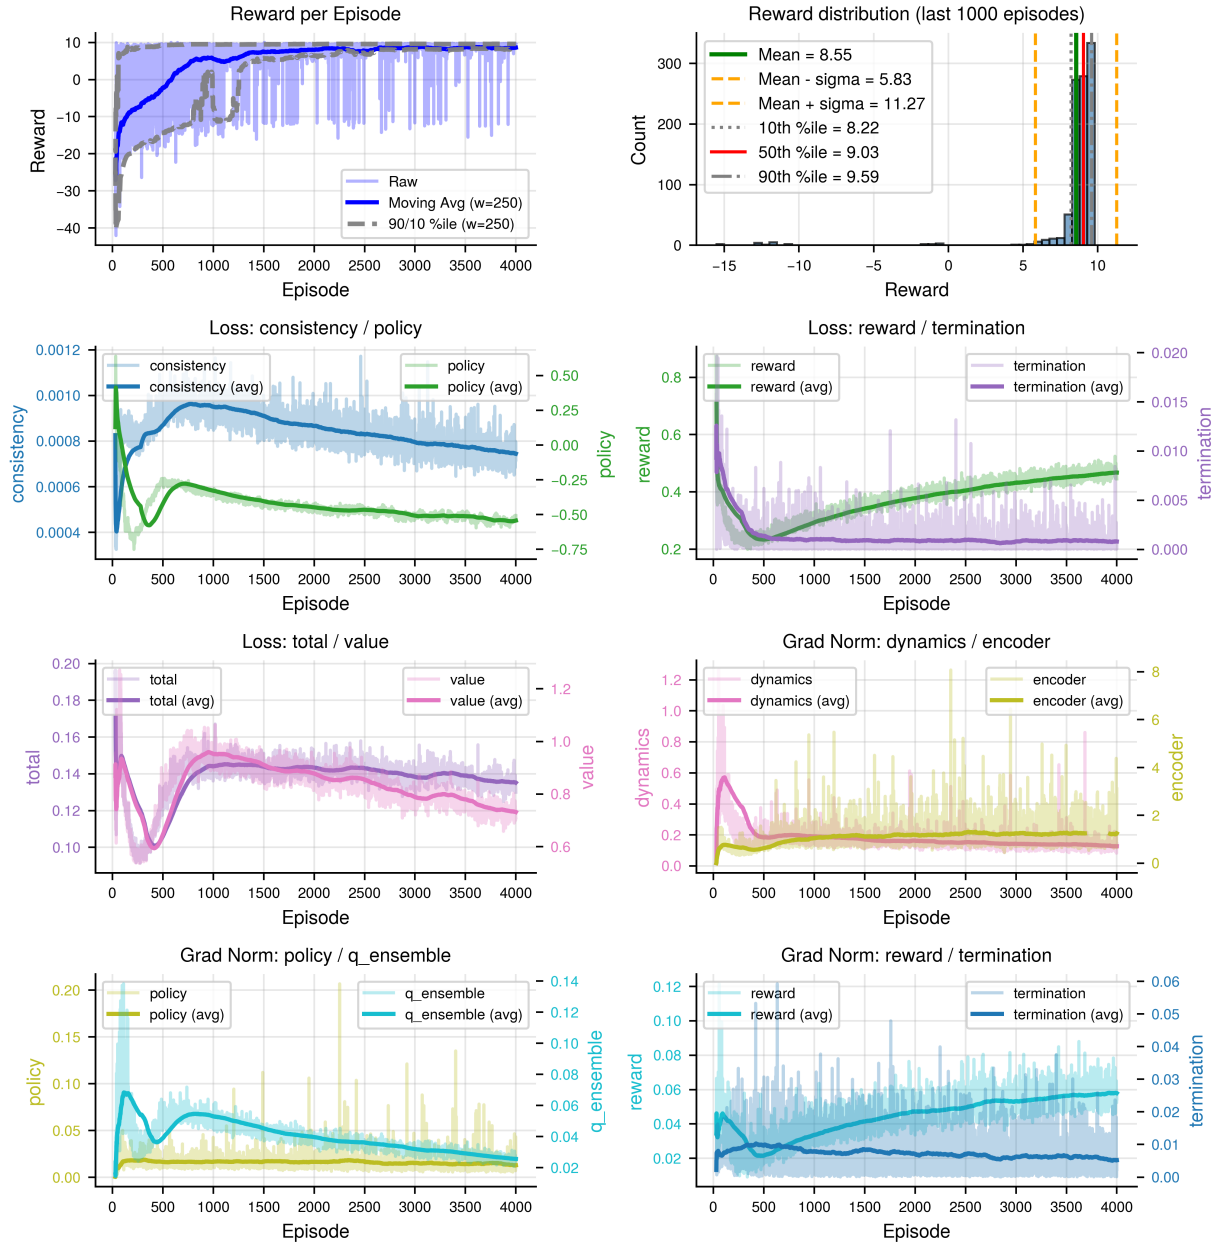 Reward per Episode
10
0
−10
−20
−30
−40
Reward
0
500
1000
1500
2000
2500
3000
3500
4000
Episode
Raw
Moving Avg (w=250)
90/10 %ile (w=250)
Reward distribution (last 1000 episodes)
300
200
100
0
Count
−15
−10
−5
0
5
10
Reward
Mean = 8.55
Mean - sigma = 5.83
Mean + sigma = 11.27
10th %ile = 8.22
50th %ile = 9.03
90th %ile = 9.59
Loss: consistency / policy
0.0012
0.0010
0.0008
0.0006
0.0004
consistency
consistency
consistency (avg)
policy
policy (avg)
0.50
0.25
0.00
−0.25
−0.50
−0.75
policy
0
500
1000
1500
2000
2500
3000
3500
4000
Episode
Loss: reward / termination
0.8
0.6
0.4
0.2
reward
reward
reward (avg)
termination
termination (avg)
0.020
0.015
0.010
0.005
0.000
termination
0
500
1000
1500
2000
2500
3000
3500
4000
Episode
Loss: total / value
0.20
0.18
0.16
0.14
0.12
0.10
total
total
total (avg)
value
value (avg)
1.2
1.0
0.8
0.6
value
0
500
1000
1500
2000
2500
3000
3500
4000
Episode
Grad Norm: dynamics / encoder
1.2
1.0
0.8
0.6
0.4
0.2
0.0
dynamics
dynamics
dynamics (avg)
encoder
encoder (avg)
8
6
4
2
0
encoder
0
500
1000
1500
2000
2500
3000
3500
4000
Episode
Grad Norm: policy / q_ensemble
0.20
0.15
0.10
0.05
0.00
policy
policy
policy (avg)
q_ensemble
q_ensemble (avg)
0.14
0.12
0.10
0.08
0.06
0.04
0.02
q_ensemble
0
500
1000
1500
2000
2500
3000
3500
4000
Episode
Grad Norm: reward / termination
0.12
0.10
0.08
0.06
0.04
0.02
reward
reward
reward (avg)
termination
termination (avg)
0.06
0.05
0.04
0.03
0.02
0.01
0.00
termination
0
500
1000
1500
2000
2500
3000
3500
4000
Episode